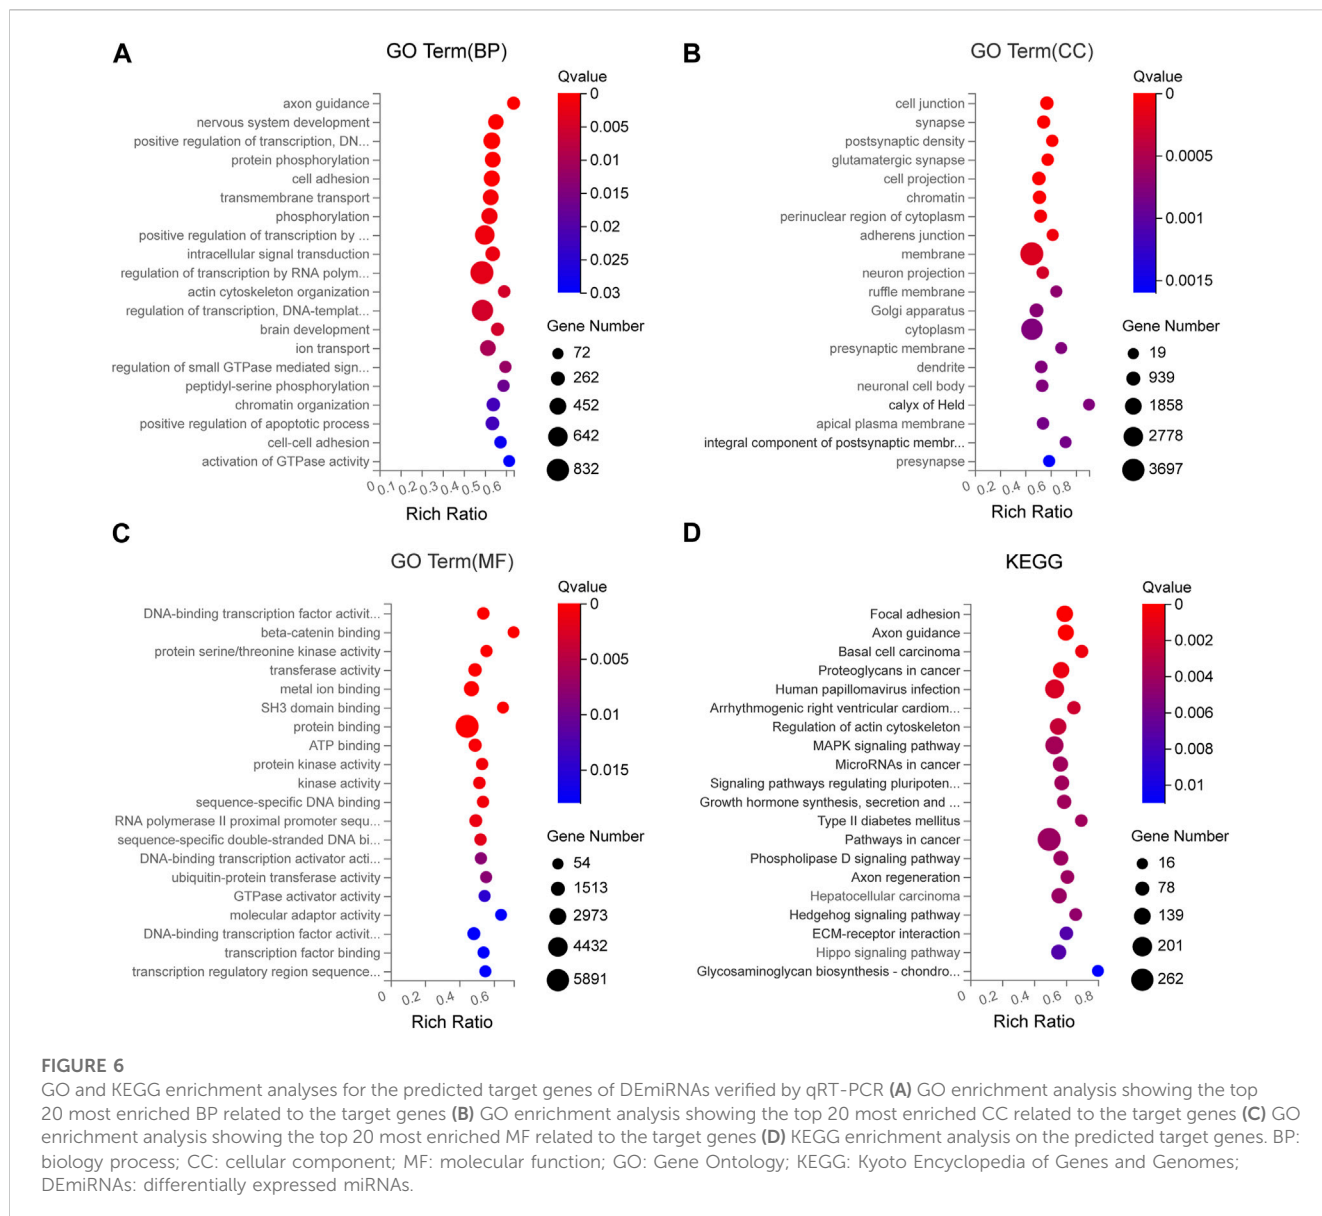 A
GO Term(BP)
axon guidance
nervous system development
positive regulation of transcription, DN...
protein phosphorylation
cell adhesion
transmembrane transport
phosphorylation
positive regulation of transcription by ...
intracellular signal transduction
regulation of transcription by RNA polym...
actin cytoskeleton organization
regulation of transcription, DNA-templat...
brain development
ion transport
regulation of small GTPase mediated sign...
peptidyl-serine phosphorylation
chromatin organization
positive regulation of apoptotic process
cell-cell adhesion
activation of GTPase activity
0 0.1 0.2 0.3 0.4 0.5 0.6
Rich Ratio
Qvalue
0
0.005
0.01
0.015
0.02
0.025
0.03
Gene Number
72
262
452
642
832
B
GO Term(CC)
cell junction
synapse
postsynaptic density
glutamatergic synapse
cell projection
chromatin
perinuclear region of cytoplasm
adherens junction
membrane
neuron projection
ruffle membrane
Golgi apparatus
cytoplasm
presynaptic membrane
dendrite
neuronal cell body
calyx of Held
apical plasma membrane
integral component of postsynaptic membr...
presynapse
0 0.2 0.4 0.6 0.8
Rich Ratio
Qvalue
0
0.0005
0.001
0.0015
Gene Number
19
939
1858
2778
3697
C
GO Term(MF)
DNA-binding transcription factor activit...
beta-catenin binding
protein serine/threonine kinase activity
transferase activity
metal ion binding
SH3 domain binding
protein binding
ATP binding
protein kinase activity
kinase activity
sequence-specific DNA binding
RNA polymerase II proximal promoter sequ...
sequence-specific double-stranded DNA bi...
DNA-binding transcription activator acti...
ubiquitin-protein transferase activity
GTPase activator activity
molecular adaptor activity
DNA-binding transcription factor activit...
transcription factor binding
transcription regulatory region sequence...
0 0.2 0.4 0.6
Rich Ratio
Qvalue
0
0.005
0.01
0.015
Gene Number
54
1513
2973
4432
5891
D
KEGG
Focal adhesion
Axon guidance
Basal cell carcinoma
Proteoglycans in cancer
Human papillomavirus infection
Arrhythmogenic right ventricular cardiom...
Regulation of actin cytoskeleton
MAPK signaling pathway
MicroRNAs in cancer
Signaling pathways regulating pluripoten...
Growth hormone synthesis, secretion and ...
Type II diabetes mellitus
Pathways in cancer
Phospholipase D signaling pathway
Axon regeneration
Hepatocellular carcinoma
Hedgehog signaling pathway
ECM-receptor interaction
Hippo signaling pathway
Glycosaminoglycan biosynthesis - chondro...
0 0.2 0.4 0.6 0.8
Rich Ratio
Qvalue
0
0.002
0.004
0.006
0.008
0.01
Gene Number
16
78
139
201
262
FIGURE 6
GO and KEGG enrichment analyses for the predicted target genes of DEmiRNAs verified by qRT-PCR (A) GO enrichment analysis showing the top
20 most enriched BP related to the target genes (B) GO enrichment analysis showing the top 20 most enriched CC related to the target genes (C) GO
enrichment analysis showing the top 20 most enriched MF related to the target genes (D) KEGG enrichment analysis on the predicted target genes. BP:
biology process; CC: cellular component; MF: molecular function; GO: Gene Ontology; KEGG: Kyoto Encyclopedia of Genes and Genomes;
DEmiRNAs: differentially expressed miRNAs.